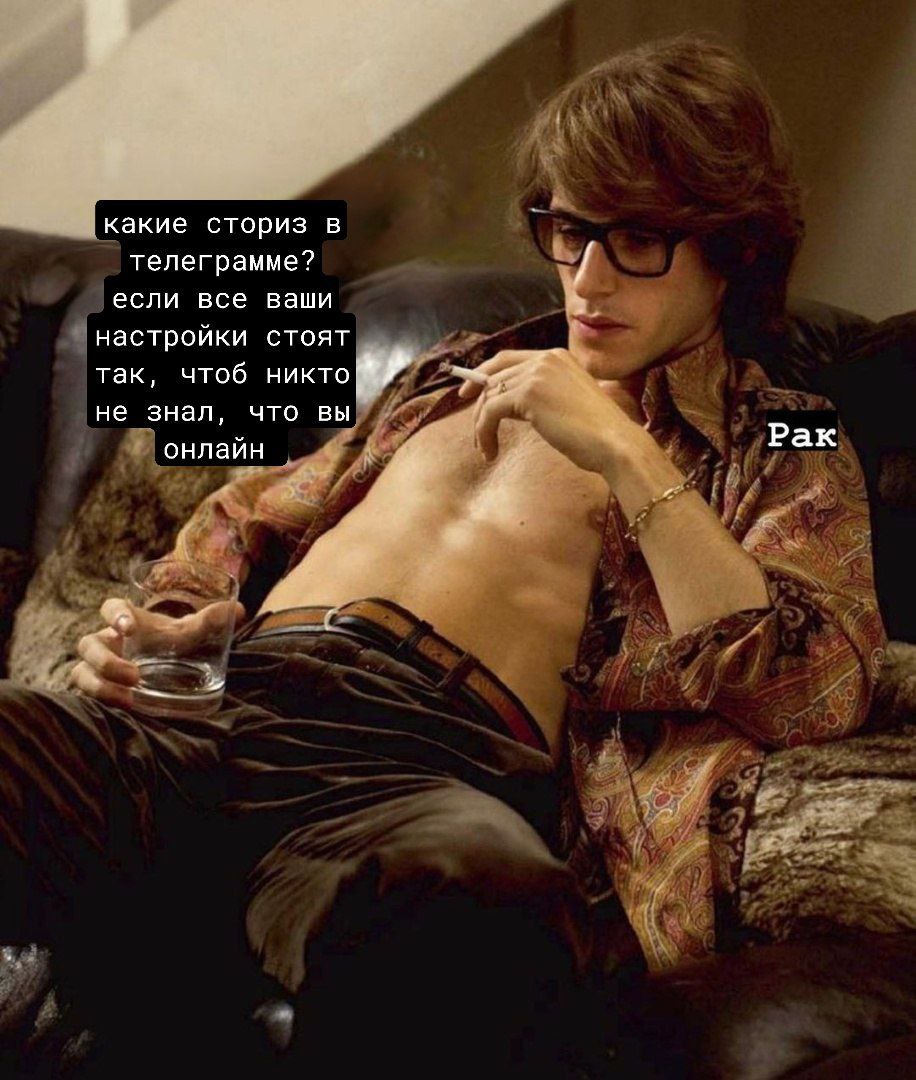 какие сториз в
телеграмме?
если все ваши
настройки стоят
так, чтоб никто
не знал, что вы
онлайн
Рак